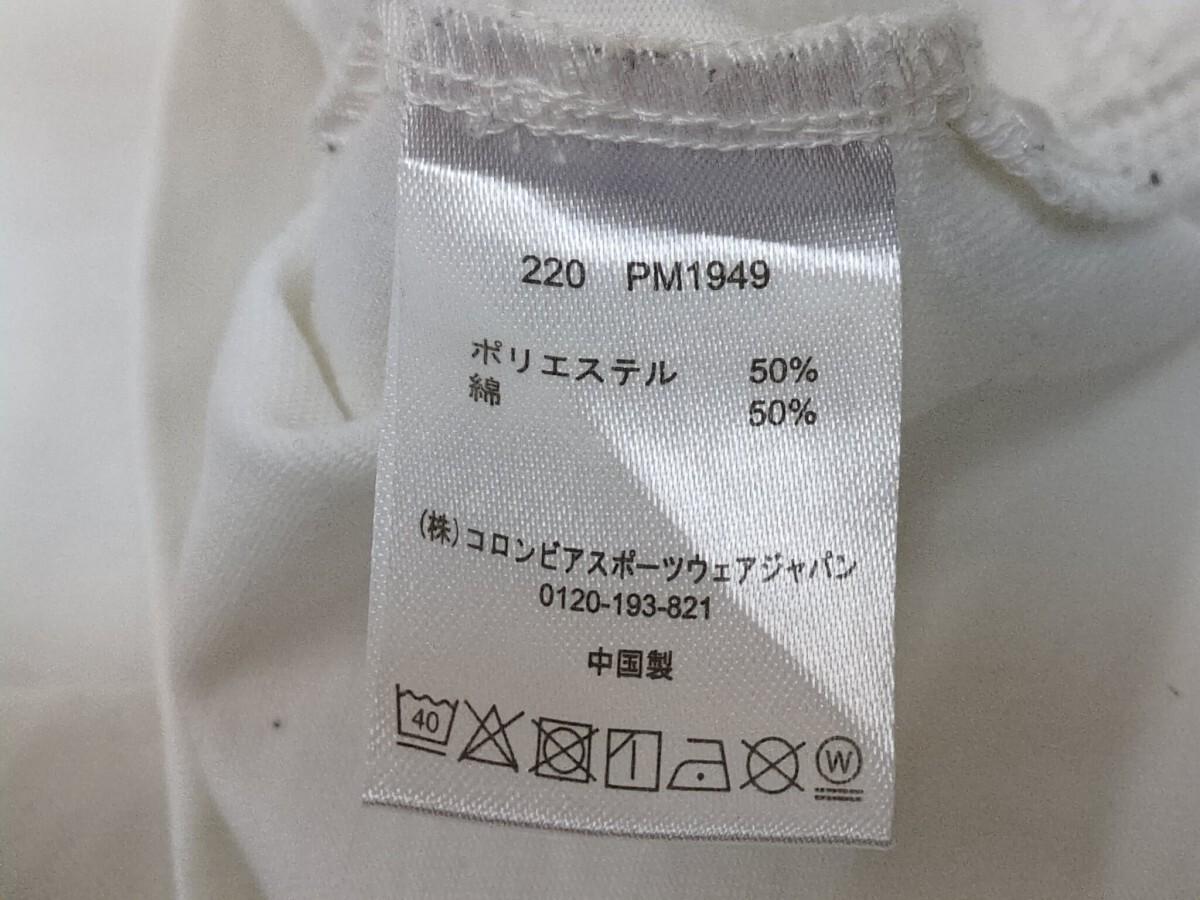 220 PM1949
ポリエステル 50%
綿 50%
(株)コロンビアスポーツウェアジャパン
0120-193-821
中国製
40 W